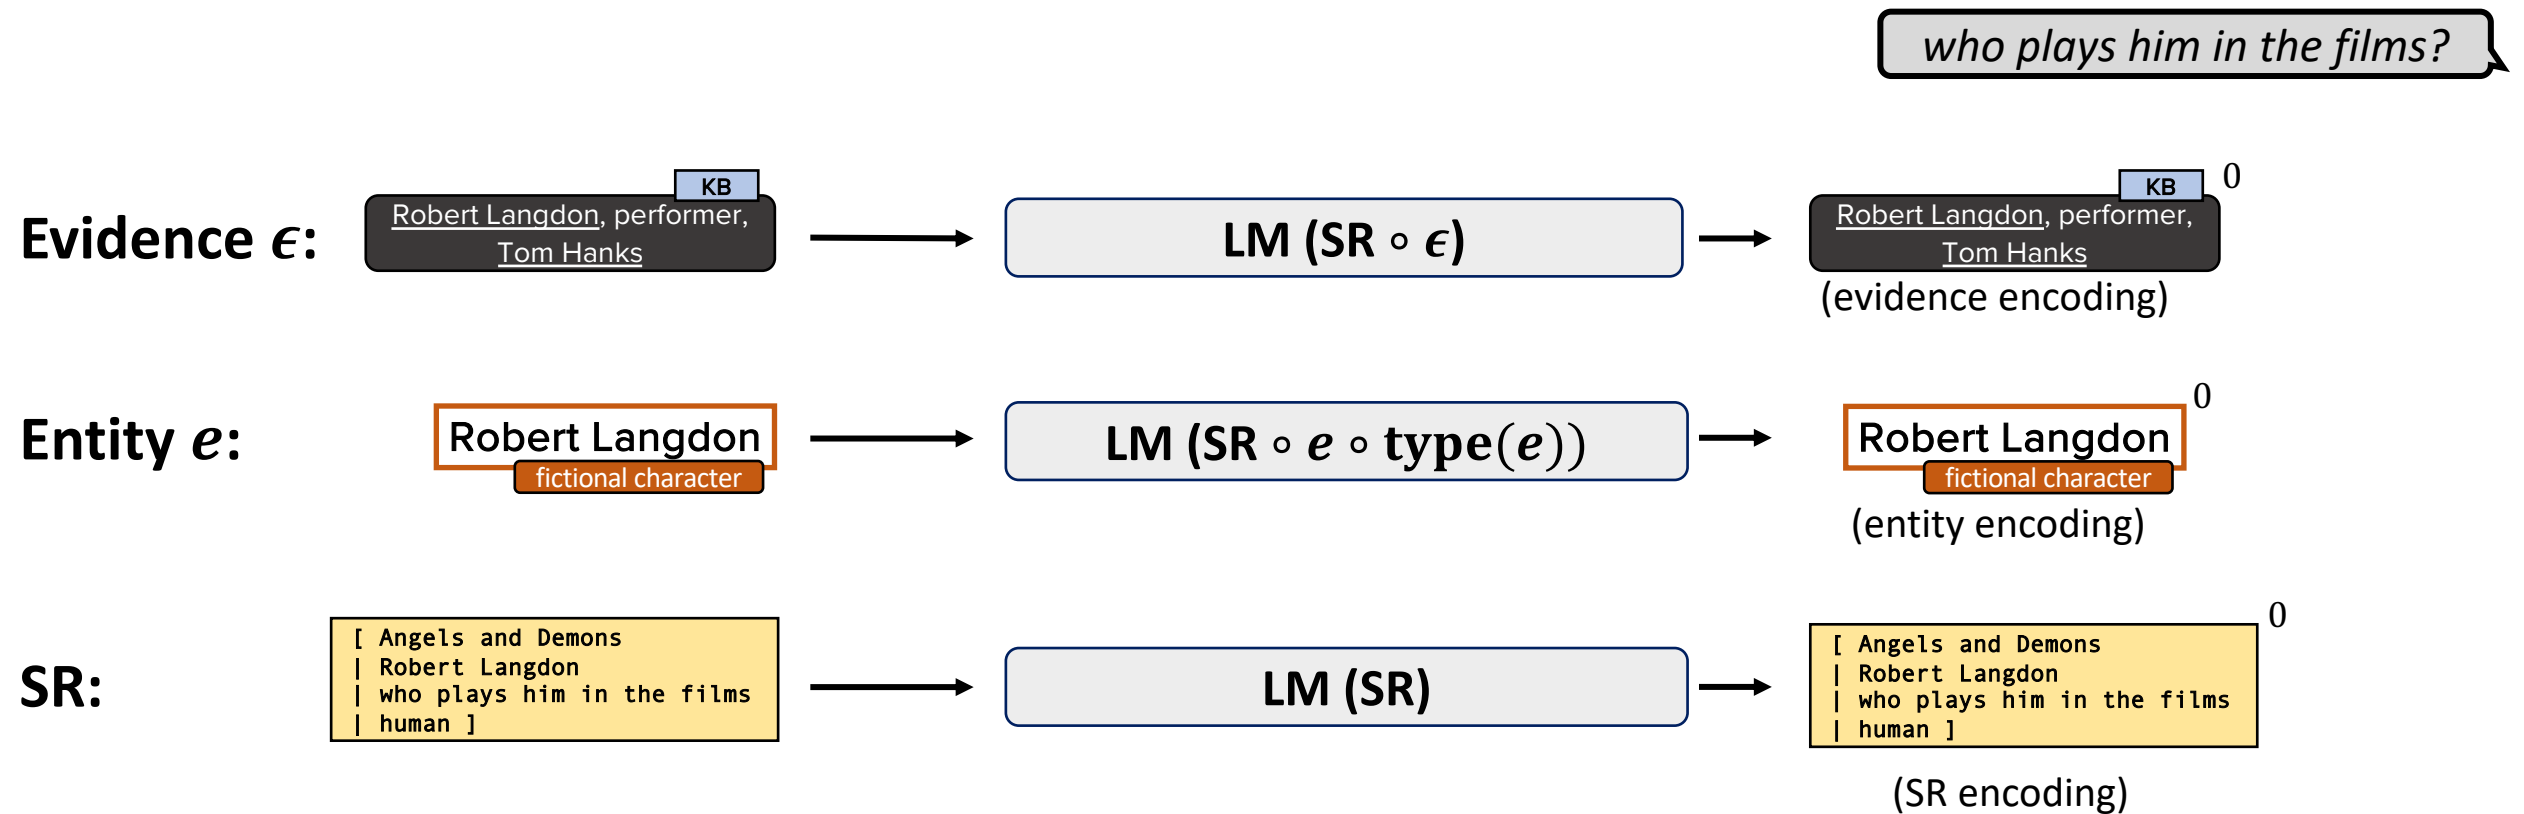 who plays him in the films?
Evidence ϵ:
KB
Robert Langdon, performer,
Tom Hanks
LM (SR ∘ ϵ)
KB
0
Robert Langdon, performer,
Tom Hanks
(evidence encoding)
Entity e:
Robert Langdon
fictional character
LM (SR ∘ e ∘ type(e))
0
Robert Langdon
fictional character
(entity encoding)
SR:
[ Angels and Demons
| Robert Langdon
| who plays him in the films
| human ]
LM (SR)
0
[ Angels and Demons
| Robert Langdon
| who plays him in the films
| human ]
(SR encoding)